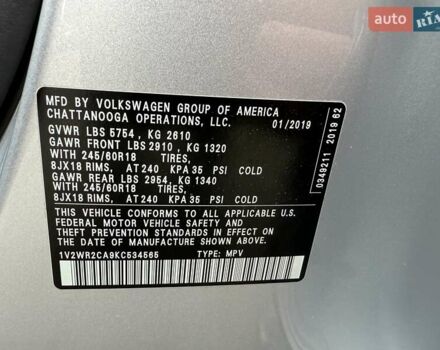 auto RIA
MFD BY VOLKSWAGEN GROUP OF AMERICA
CHATTANOOGA OPERATIONS, LLC. 01/2019
GVWR LBS 5754 , KG 2610
GAWR FRONT LBS 2910 , KG 1320
WITH 245/60R18 TIRES,
8JX18 RIMS, AT 240 KPA 35 PSI COLD
GAWR REAR LBS 2954 , KG 1340
WITH 245/60R18 TIRES,
8JX18 RIMS, AT 240 KPA 35 PSI COLD
THIS VEHICLE CONFORMS TO ALL APPLICABLE U.S.
FEDERAL MOTOR VEHICLE SAFETY STANDARDS IN EFFECT ON THE
DATE OF MANUFACTURE SHOWN ABOVE.
1V2WR2CA9KC534565 TYPE: MPV
0349211 2019 62